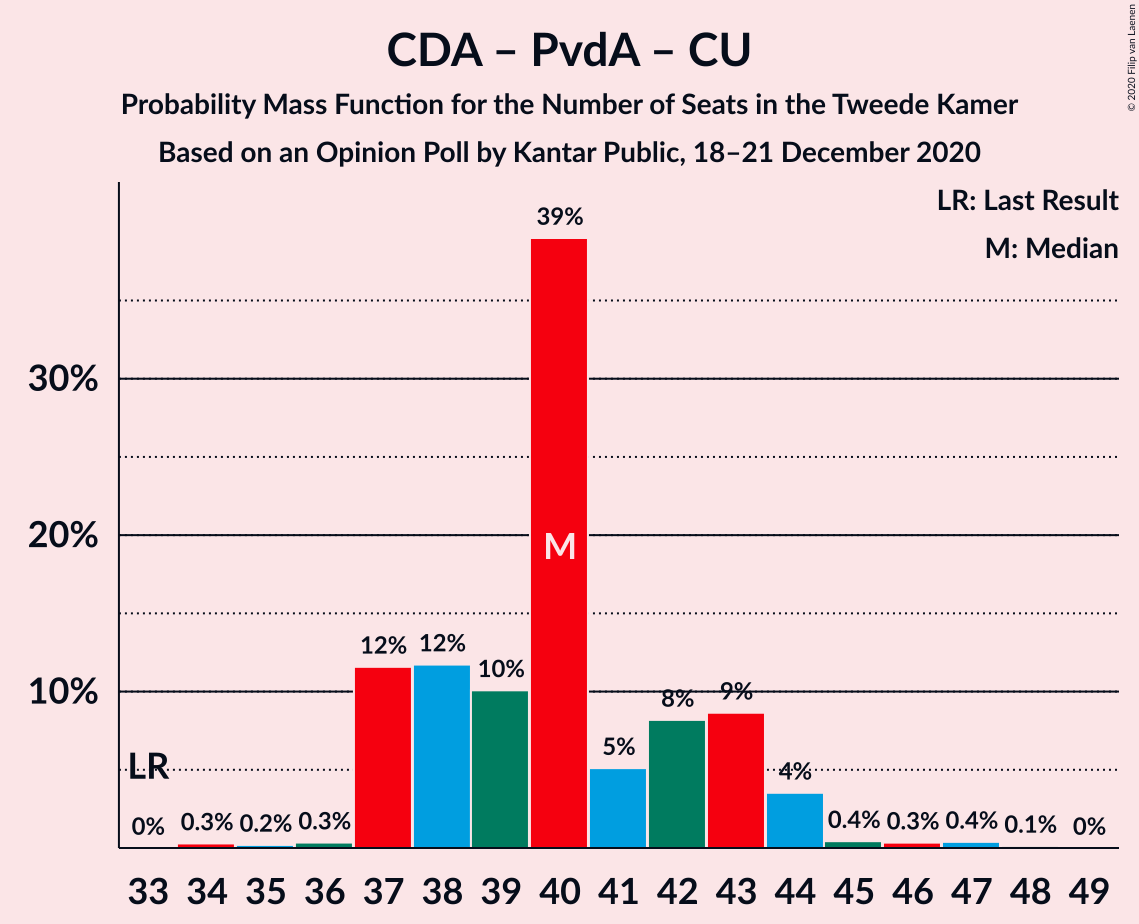 CDA – PvdA – CU
Probability Mass Function for the Number of Seats in the Tweede Kamer
Based on an Opinion Poll by Kantar Public, 18–21 December 2020
© 2020 Filip van Laenen
LR: Last Result
M: Median
39%
30%
20%
M
12%
12%
10%
10%
8%
9%
5%
4%
LR
0%
0.3%
0.2%
0.3%
0.4%
0.3%
0.4%
0.1%
0%
33 34 35 36 37 38 39 40 41 42 43 44 45 46 47 48 49